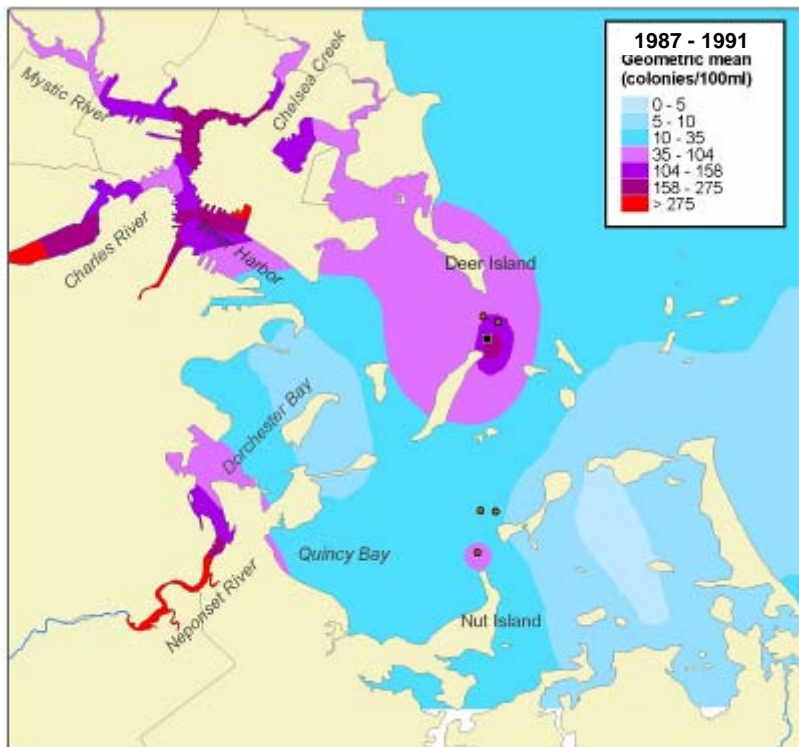 1987 - 1991
Geometric mean
(colonies/100ml)
0 - 5
5 - 10
10 - 35
35 - 104
104 - 158
158 - 275
> 275
Mystic River
Chelsea Creek
Charles River
Harbor
Deer Island
Dorchester Bay
Quincy Bay
Neponset River
Nut Island